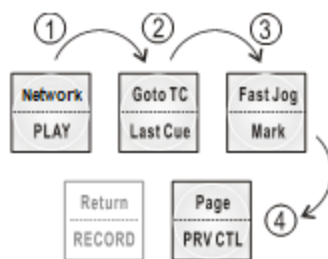 1 2 3
Network Goto TC Fast Jog
PLAY Last Cue Mark
Return Page 4
RECORD PRV CTL